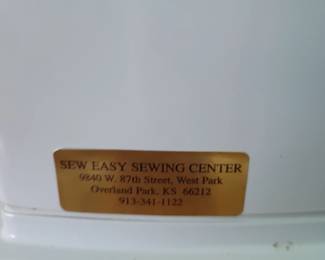 SEW EASY SEWING CENTER
9840 W. 87th Street, West Park
Overland Park, KS 66212
913-341-1122